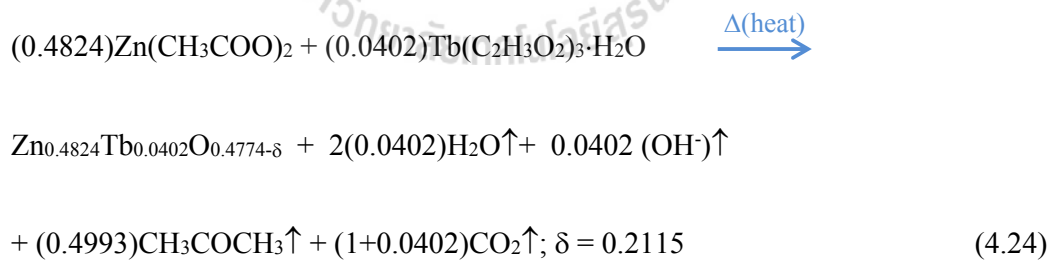 Δ(heat)
(0.4824)Zn(CH₃COO)₂ + (0.0402)Tb(C₂H₃O₂)₃·H₂O
Zn₀.₄₈₂₄Tb₀.₀₄₀₂O₀.₄₇₇₄₋δ + 2(0.0402)H₂O↑+ 0.0402 (OH⁻)↑
+ (0.4993)CH₃COCH₃↑ + (1+0.0402)CO₂↑; δ = 0.2115 (4.24)